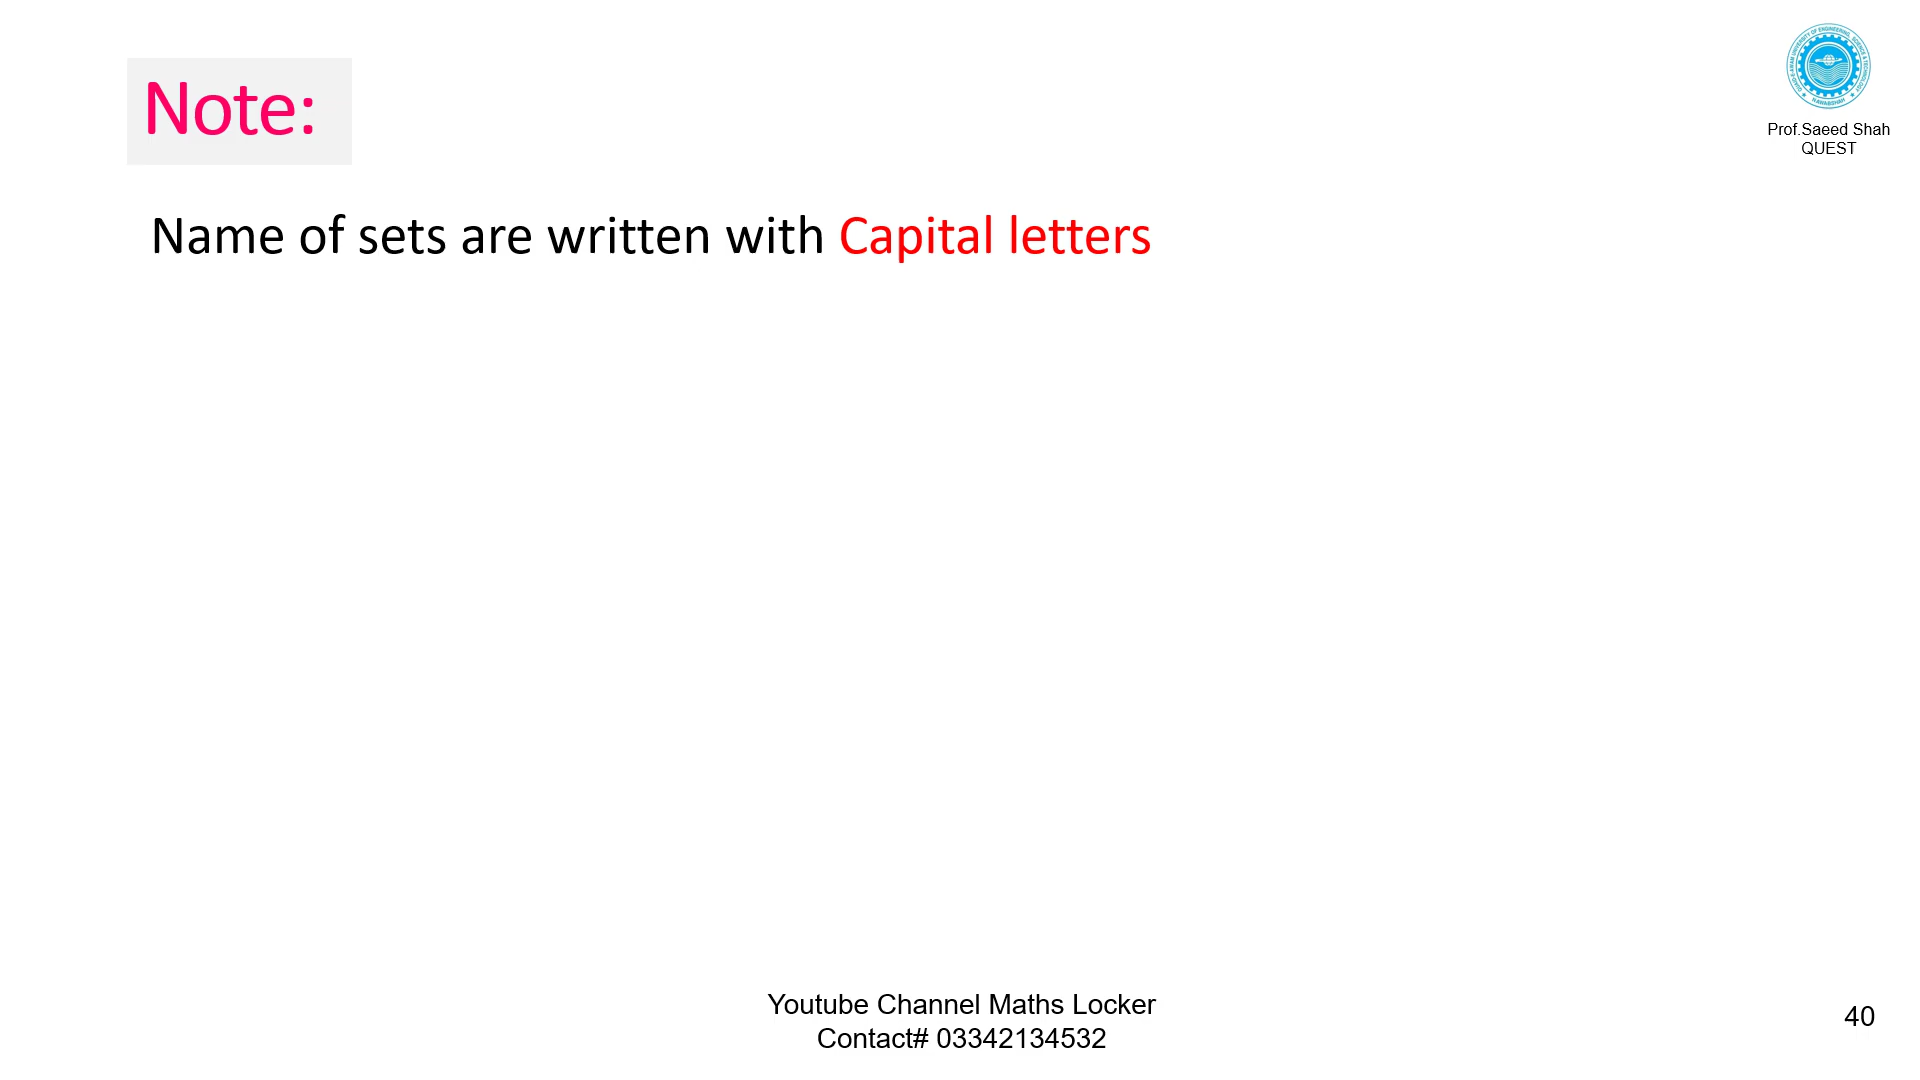 Note:
Prof.Saeed Shah
QUEST
Name of sets are written with Capital letters
Youtube Channel Maths Locker
Contact# 03342134532
40